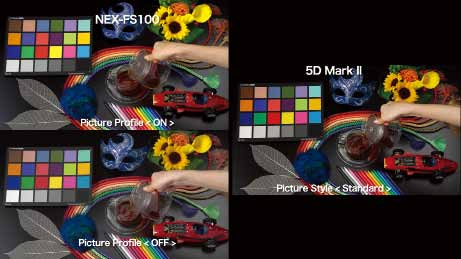 NEX-FS100
Picture Profile < ON >
Picture Profile < OFF >
5D Mark II
Picture Style < Standard >